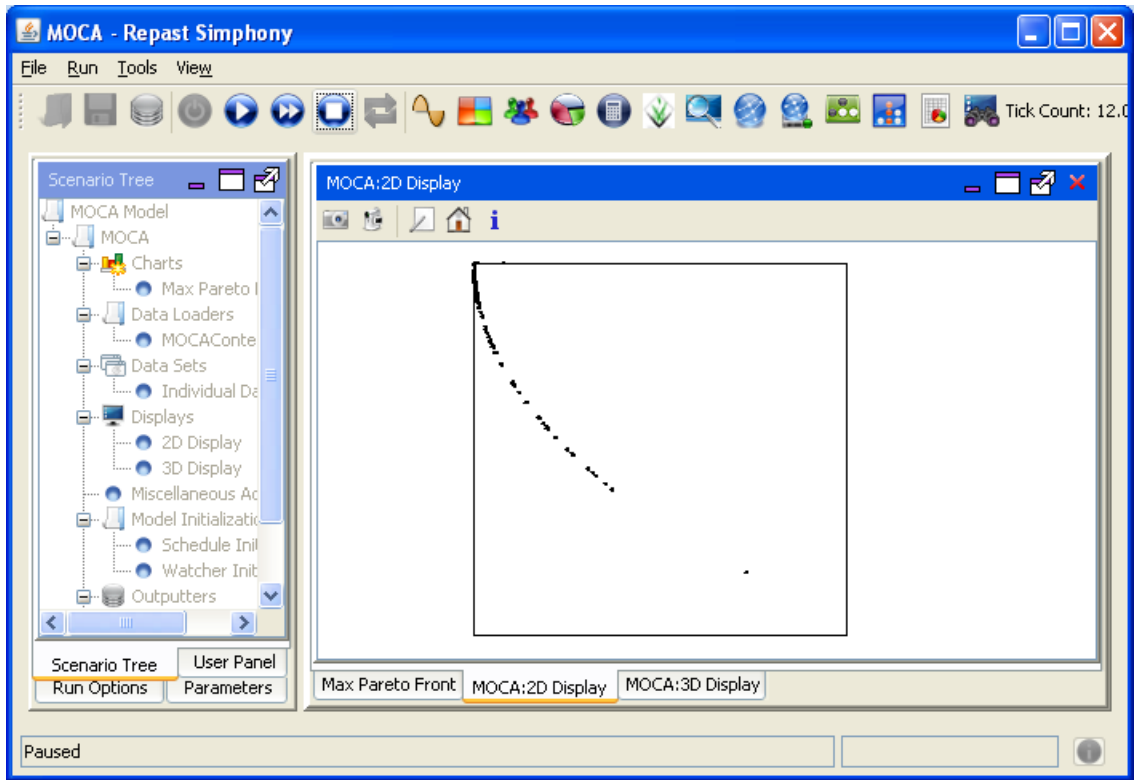 MOCA - Repast Simphony
File Run Tools View
Tick Count: 12.0
Scenario Tree
MOCA Model
MOCA
Charts
Max Pareto
Data Loaders
MOCAConte
Data Sets
Individual Da
Displays
2D Display
3D Display
Miscellaneous Ac
Model Initializatio
Schedule Init
Watcher Init
Outputters
Scenario Tree User Panel
Run Options Parameters
MOCA:2D Display
i
Max Pareto Front MOCA:2D Display MOCA:3D Display
Paused